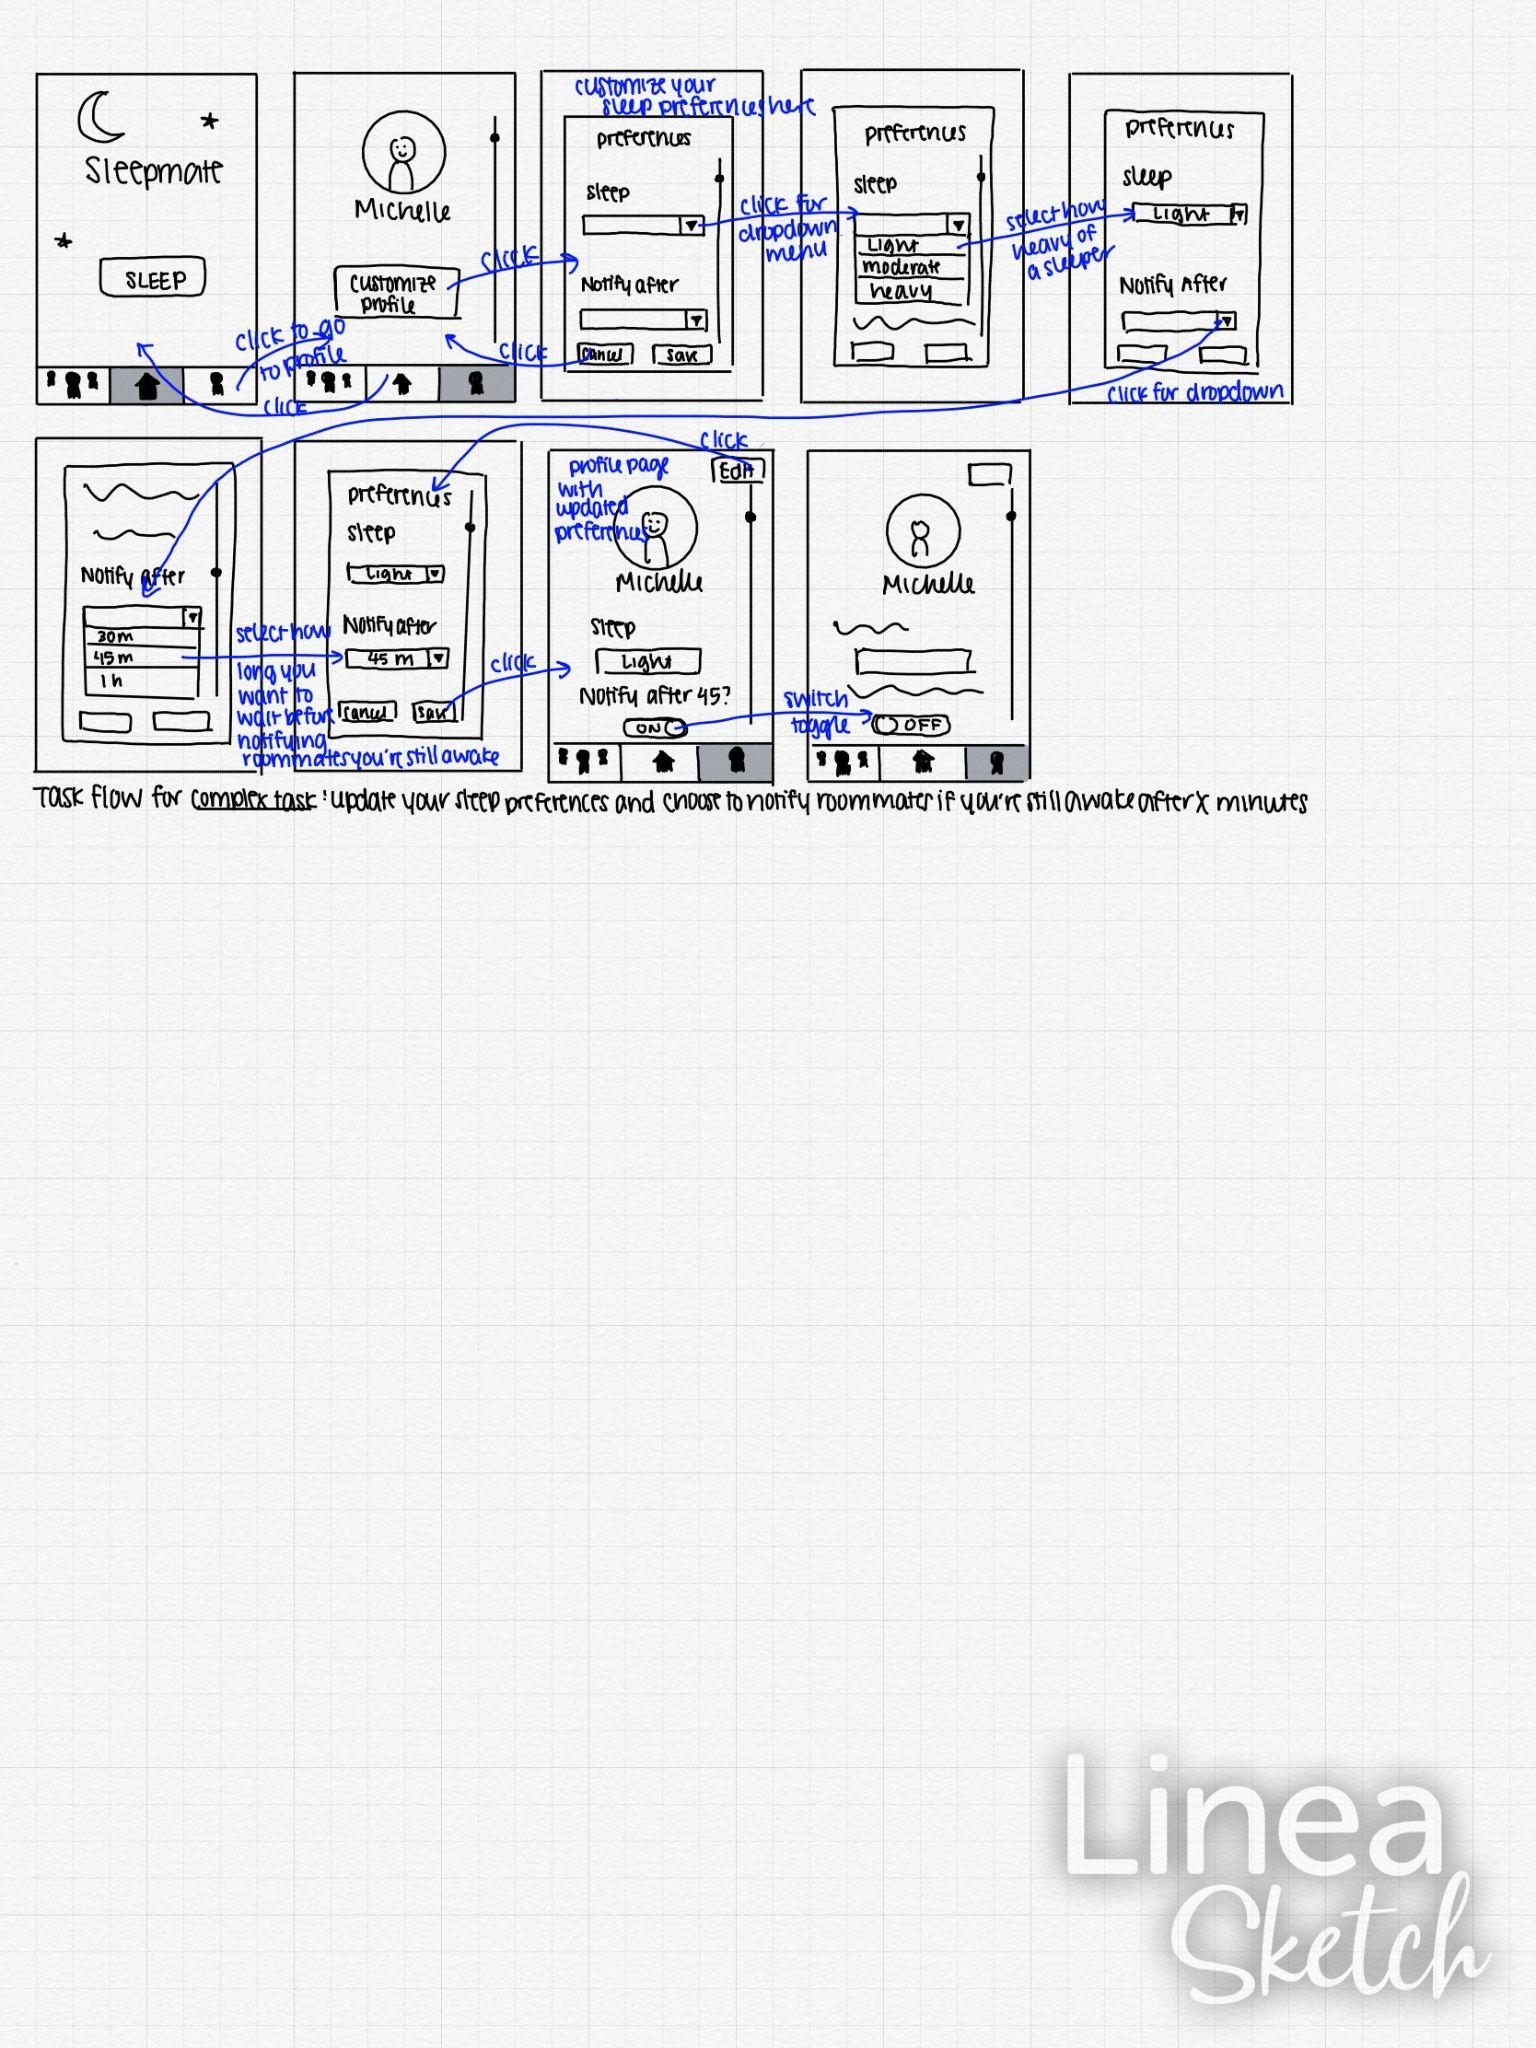 Sleepmate
SLEEP
click to go
to profile
click
Michelle
customize
profile
click
click
customize your
sleep preferences here
preferences
sleep
Notify after
cancel
save
click for
dropdown
menu
preferences
sleep
Light
moderate
heavy
select how
heavy of
a sleeper
preferences
sleep
Light
Notify After
click for dropdown
Notify after
30m
45m
1h
select how
long you
want to
wait before
notifying
roommates you're still awake
preferences
sleep
Light
Notify after
45 m
cancel
save
click
click
Edit
profile page
with
updated
preferences
Michelle
Sleep
Light
Notify after 45?
ON
switch
toggle
Michelle
OFF
Task flow for complex task: update your sleep preferences and choose to notify roommates if you're still awake after x minutes
Linea
Sketch